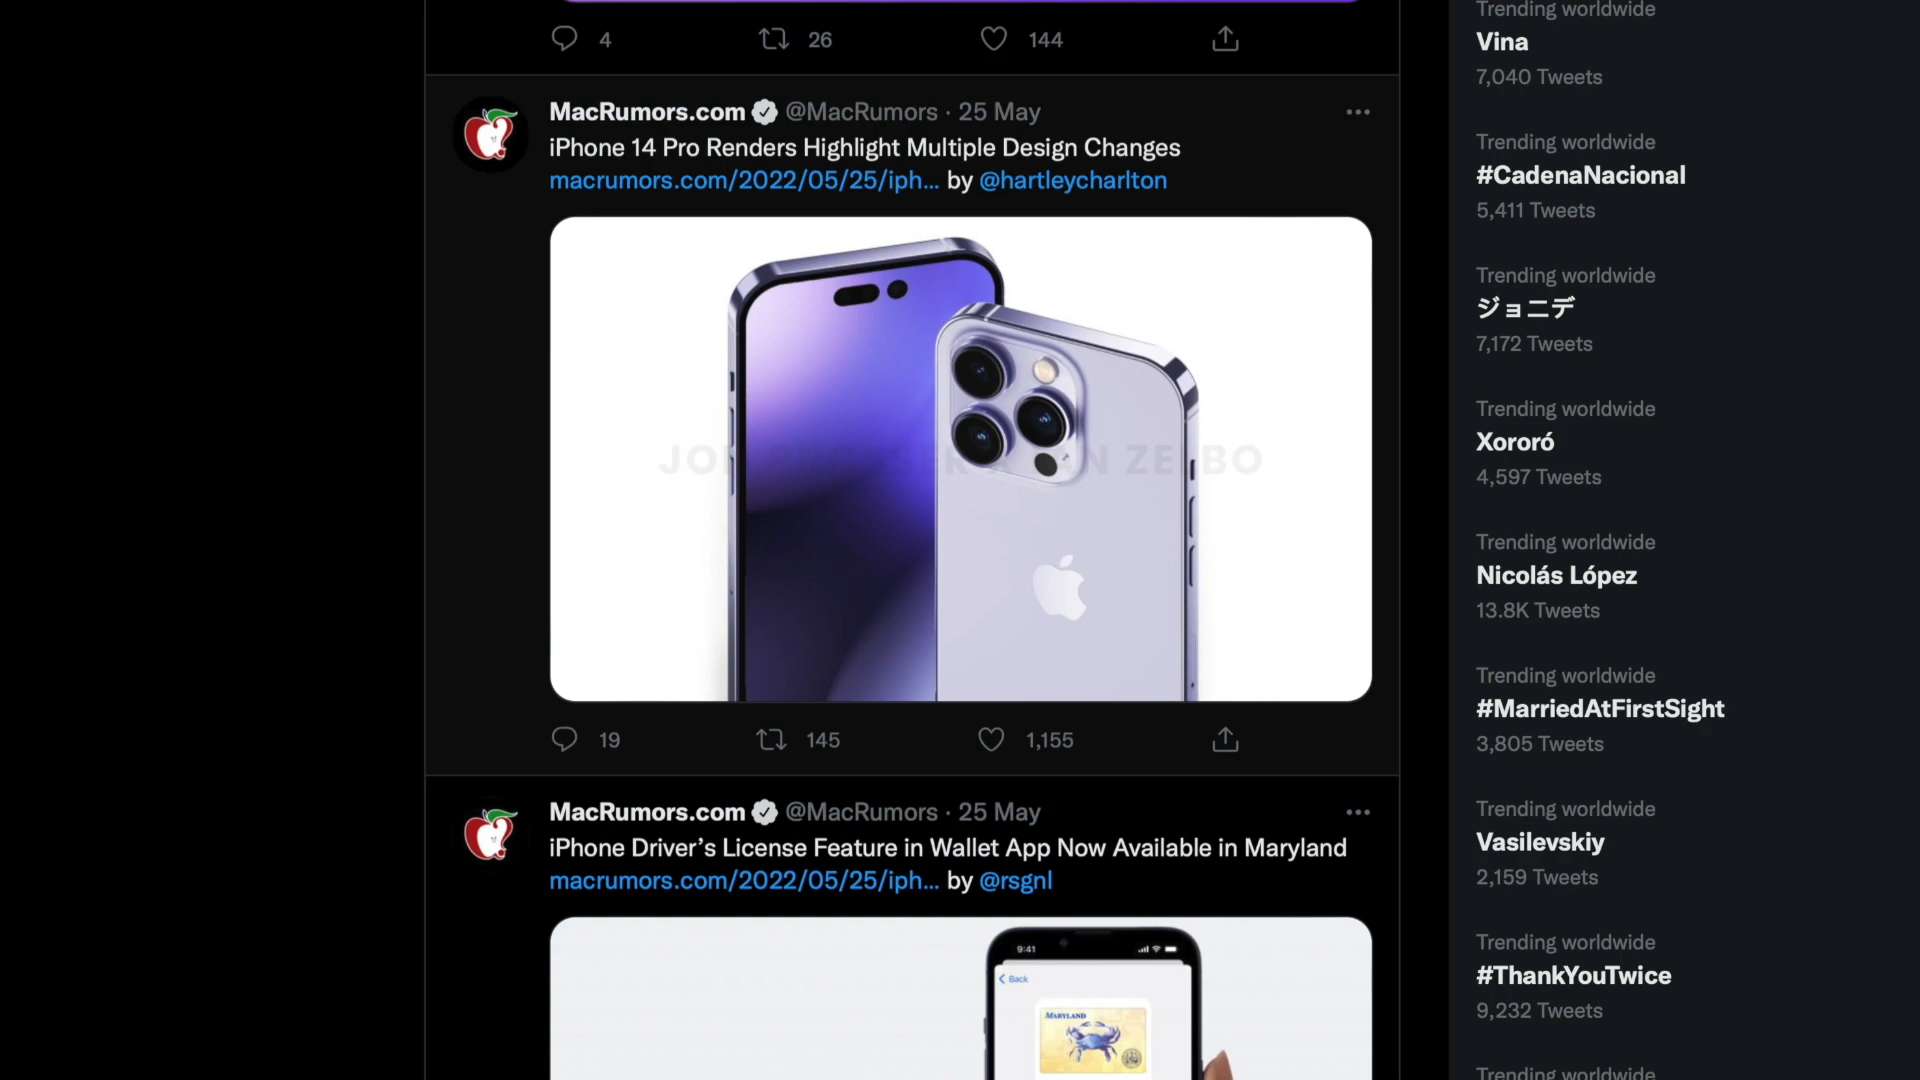 4 26 144
MacRumors.com @MacRumors · 25 May
iPhone 14 Pro Renders Highlight Multiple Design Changes
macrumors.com/2022/05/25/iph... by @hartleycharlton
19 145 1,155
MacRumors.com @MacRumors · 25 May
iPhone Driver’s License Feature in Wallet App Now Available in Maryland
macrumors.com/2022/05/25/iph... by @rsgnl
9:41
Back
MARYLAND
Trending worldwide
Vina
7,040 Tweets
Trending worldwide
#CadenaNacional
5,411 Tweets
Trending worldwide
ジョニデ
7,172 Tweets
Trending worldwide
Xororó
4,597 Tweets
Trending worldwide
Nicolás López
13.8K Tweets
Trending worldwide
#MarriedAtFirstSight
3,805 Tweets
Trending worldwide
Vasilevskiy
2,159 Tweets
Trending worldwide
#ThankYouTwice
9,232 Tweets
Trending worldwide